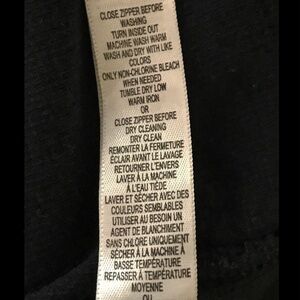 CLOSE ZIPPER BEFORE
WASHING
TURN INSIDE OUT
MACHINE WASH WARM
WASH AND DRY WITH LIKE
COLORS
ONLY NON-CHLORINE BLEACH
WHEN NEEDED
TUMBLE DRY LOW
WARM IRON
OR
CLOSE ZIPPER BEFORE
DRY CLEANING
DRY CLEAN
REMONTER LA FERMETURE
ÉCLAIR AVANT LE LAVAGE
RETOURNER L'ENVERS
LAVER À LA MACHINE
À L'EAU TIÈDE
LAVER ET SÉCHER AVEC DES
COULEURS SEMBLABLES
UTILISER AU BESOIN UN
AGENT DE BLANCHIMENT
SANS CHLORE UNIQUEMENT
SÉCHER À LA MACHINE À
BASSE TEMPÉRATURE
REPASSER À TEMPÉRATURE
MOYENNE
OU